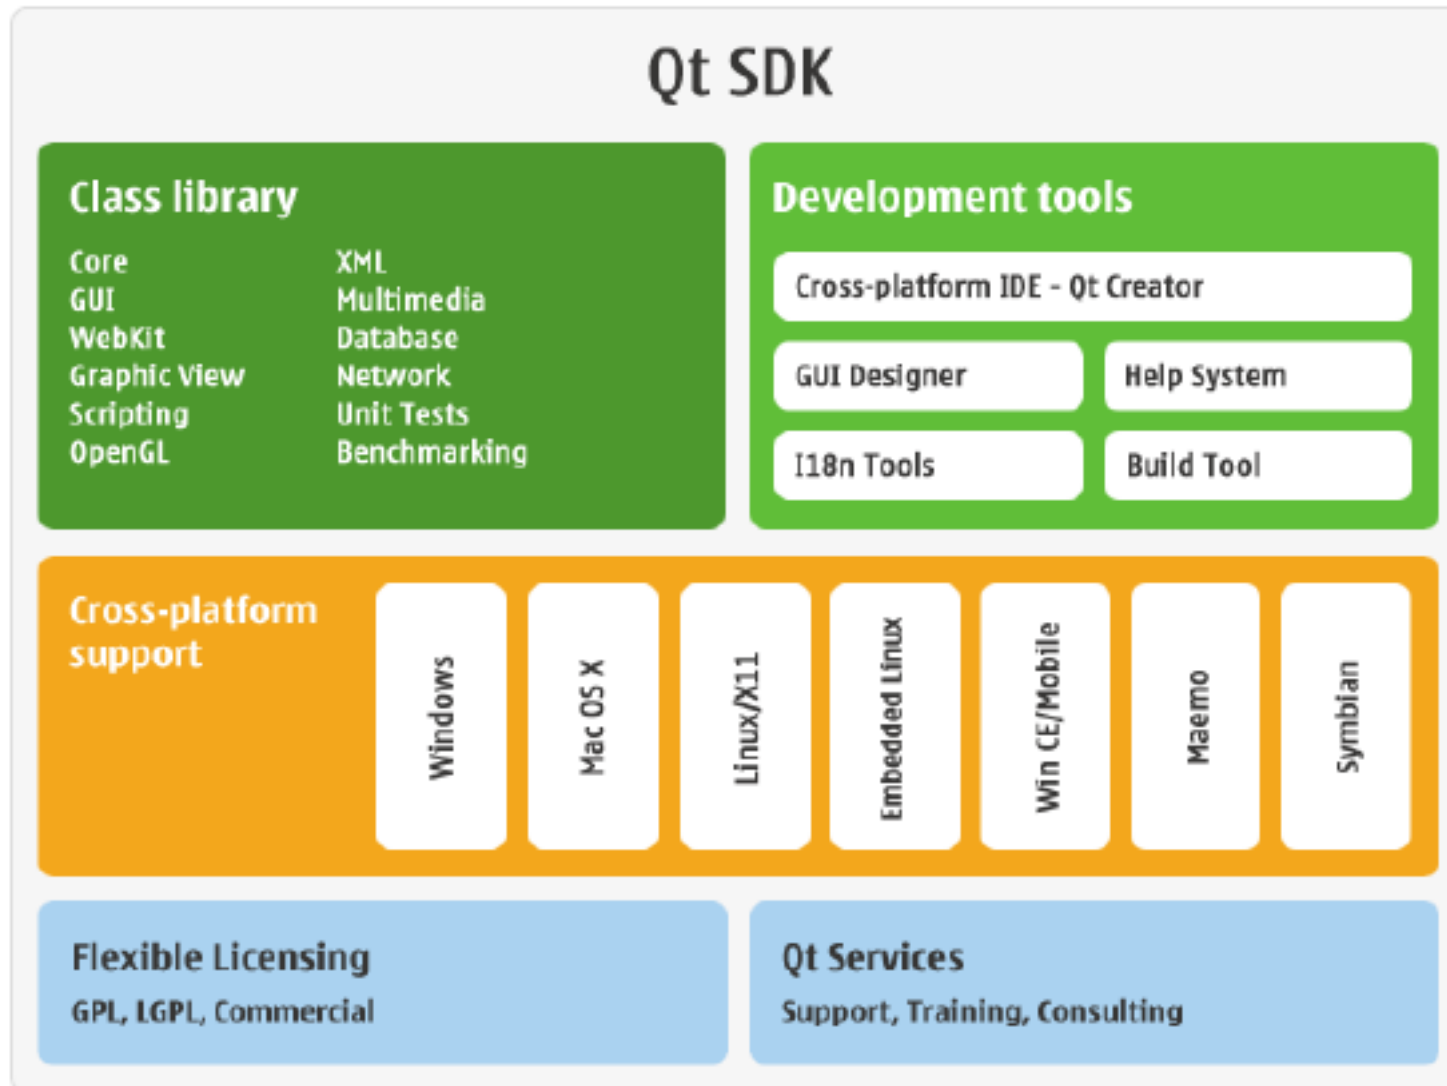 Qt SDK
Class library
Core
GUI
WebKit
Graphic View
Scripting
OpenGL
XML
Multimedia
Database
Network
Unit Tests
Benchmarking
Development tools
Cross-platform IDE - Qt Creator
GUI Designer
Help System
I18n Tools
Build Tool
Cross-platform
support
Windows
Mac OS X
Linux/X11
Embedded Linux
Win CE/Mobile
Maemo
Symbian
Flexible Licensing
GPL, LGPL, Commercial
Qt Services
Support, Training, Consulting